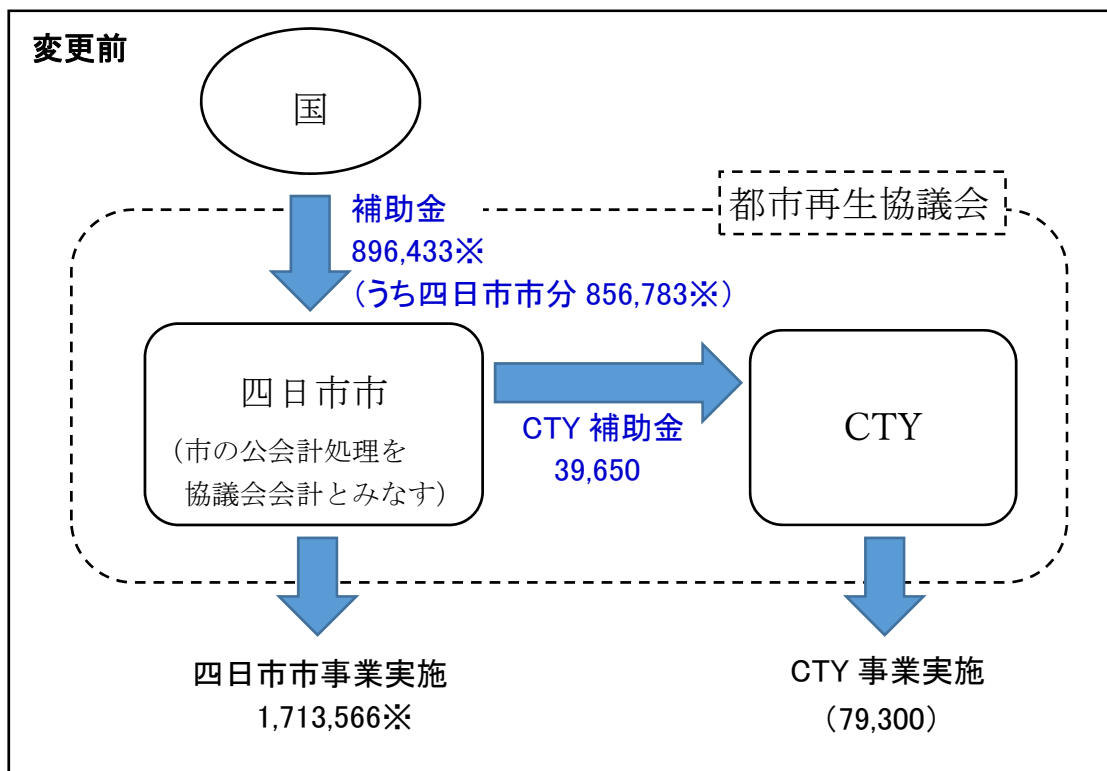 変更前
国
都市再生協議会
補助金
896,433※
(うち四日市市分 856,783※)
四日市市
(市の公会計処理を
協議会会計とみなす)
CTY 補助金
39,650
CTY
四日市市事業実施
1,713,566※
CTY 事業実施
(79,300)